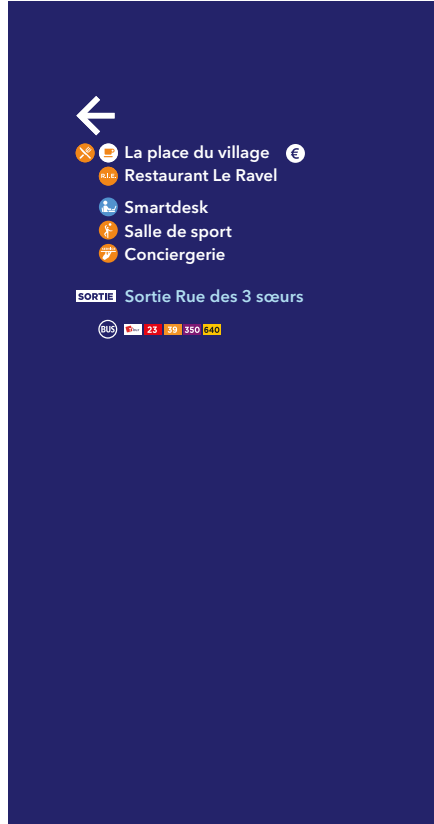 La place du village €
R.I.E. Restaurant Le Ravel
Smartdesk
Salle de sport
Conciergerie
SORTIE Sortie Rue des 3 sœurs
BUS 23 39 350 640